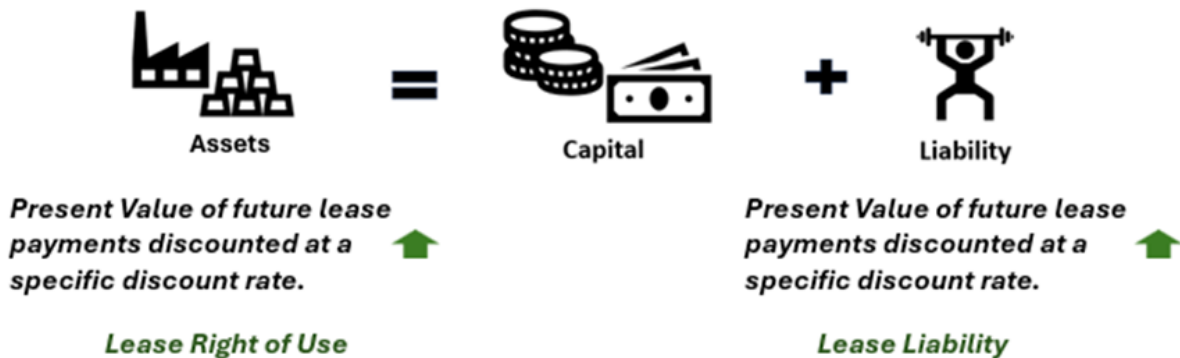 Assets
Capital
Liability
Present Value of future lease
payments discounted at a
specific discount rate.
Lease Right of Use
Present Value of future lease
payments discounted at a
specific discount rate.
Lease Liability